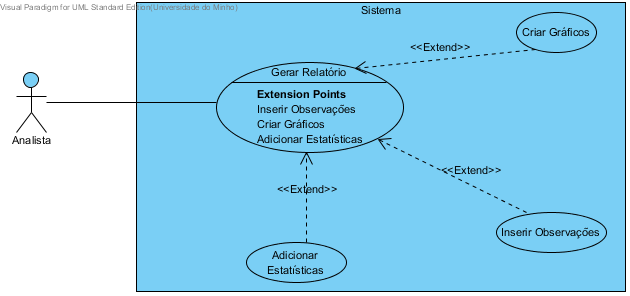 Visual Paradigm for UML Standard Edition(Universidade do Minho)
Sistema
Criar Gráficos
<<Extend>>
Gerar Relatório
Extension Points
Inserir Observações
Criar Gráficos
Adicionar Estatísticas
Analista
<<Extend>>
<<Extend>>
Inserir Observações
Adicionar
Estatísticas